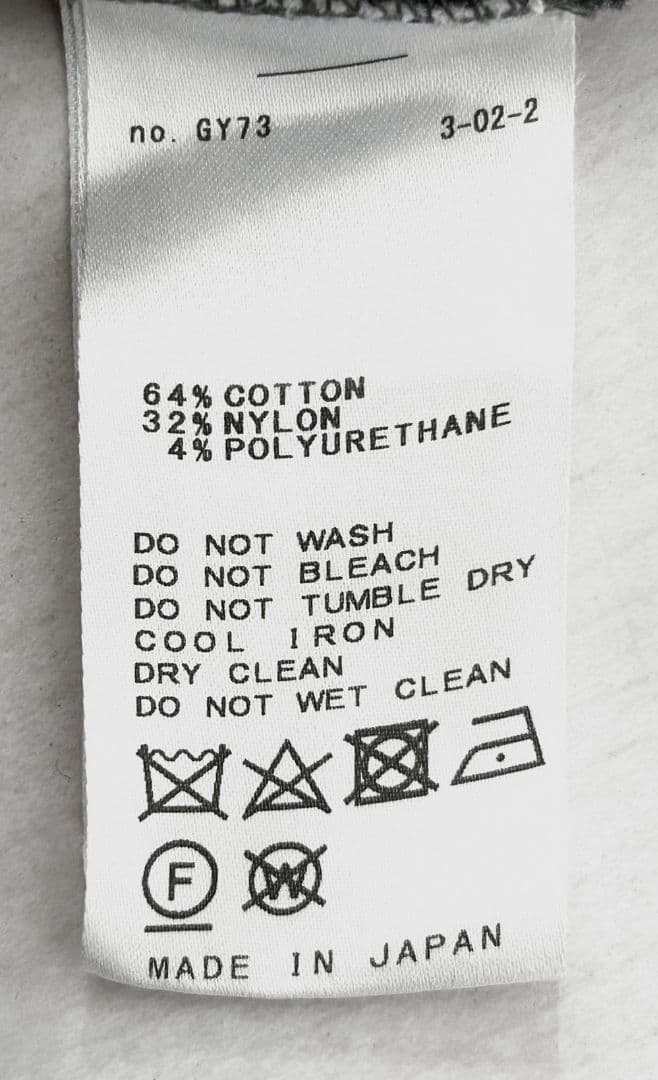 no. GY73 3-02-2
64% COTTON
32% NYLON
4% POLYURETHANE
DO NOT WASH
DO NOT BLEACH
DO NOT TUMBLE DRY
COOL IRON
DRY CLEAN
DO NOT WET CLEAN
F W
MADE IN JAPAN